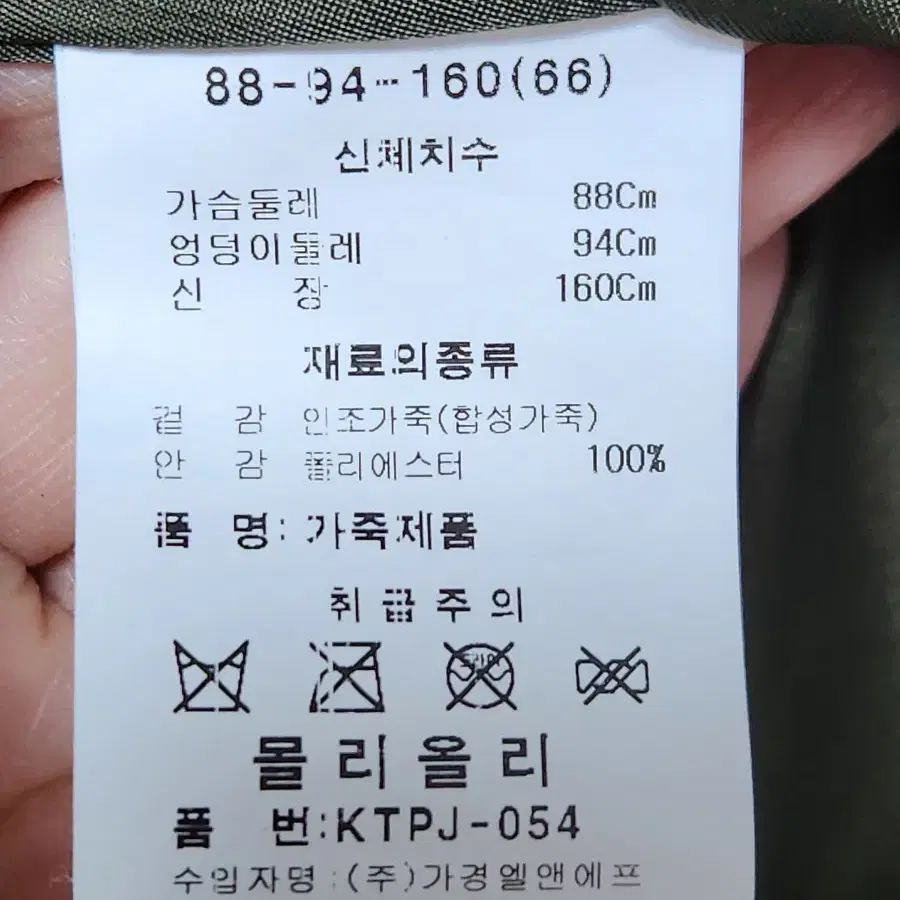 88-94-160(66)
신체치수
가슴둘레 88Cm
엉덩이둘레 94Cm
신 장 160Cm
재료의종류
겉 감 인조가죽(합성가죽)
안 감 폴리에스터 100%
품 명: 가죽제품
취급주의
드라이
몰리올리
품 번:KTPJ-054
수입자명 :(주)가경엘앤에프